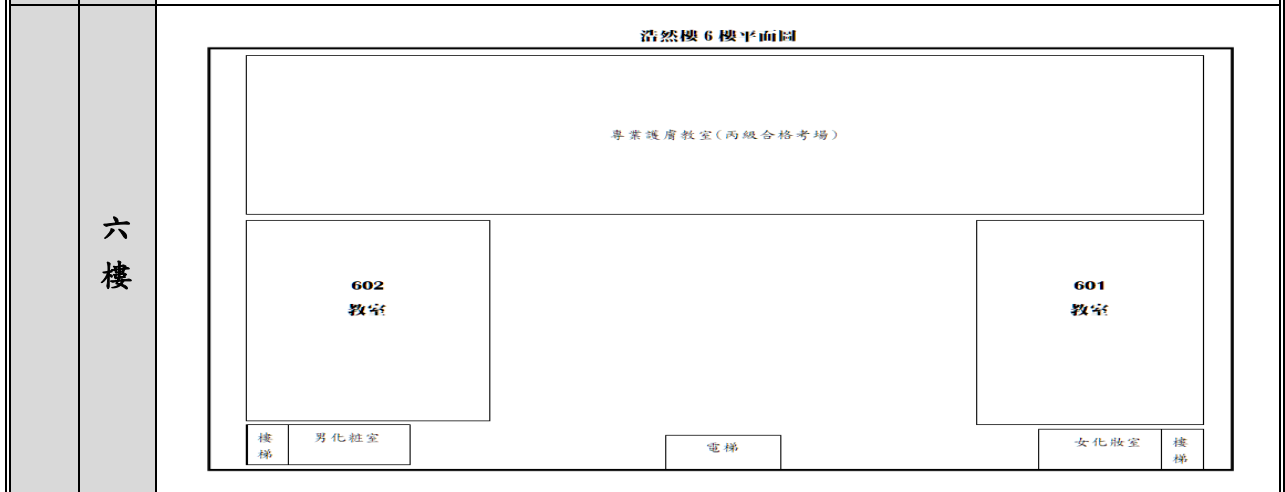 六
樓
浩然樓 6 樓平面圖
專業護膚教室(丙級合格考場)
602
教室
601
教室
樓
梯
男化粧室
電梯
女化妝室
樓
梯